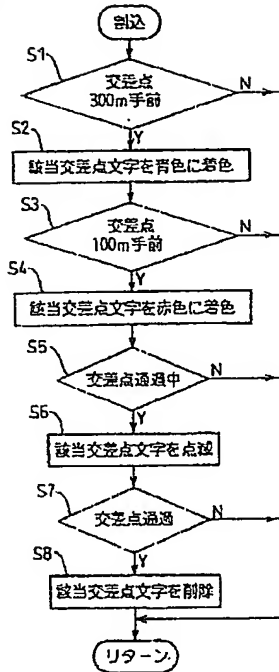 割込
S1
交差点
300m手前
N
Y
S2
該当交差点文字を青色に着色
S3
交差点
100m手前
N
Y
S4
該当交差点文字を赤色に着色
S5
交差点通過中
N
Y
S6
該当交差点文字を点滅
S7
交差点通過
N
Y
S8
該当交差点文字を削除
リターン